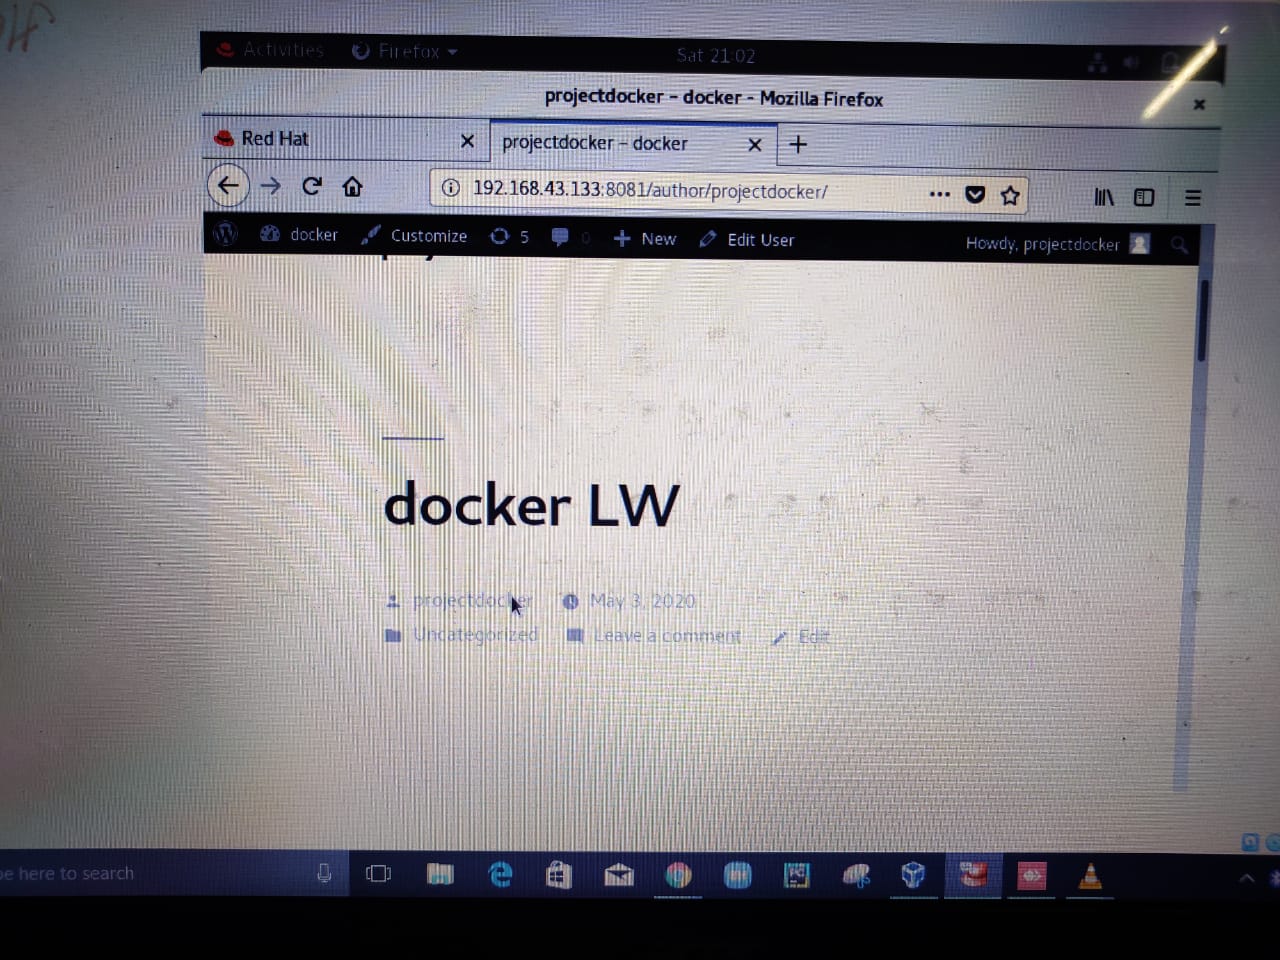 Activities Firefox Sat 21:02
projectdocker – docker - Mozilla Firefox
Red Hat projectdocker – docker
192.168.43.133:8081/author/projectdocker/
docker Customize 5 0 New Edit User Howdy, projectdocker
docker LW
projectdocker May 3, 2020
Uncategorized Leave a comment Edit
here to search